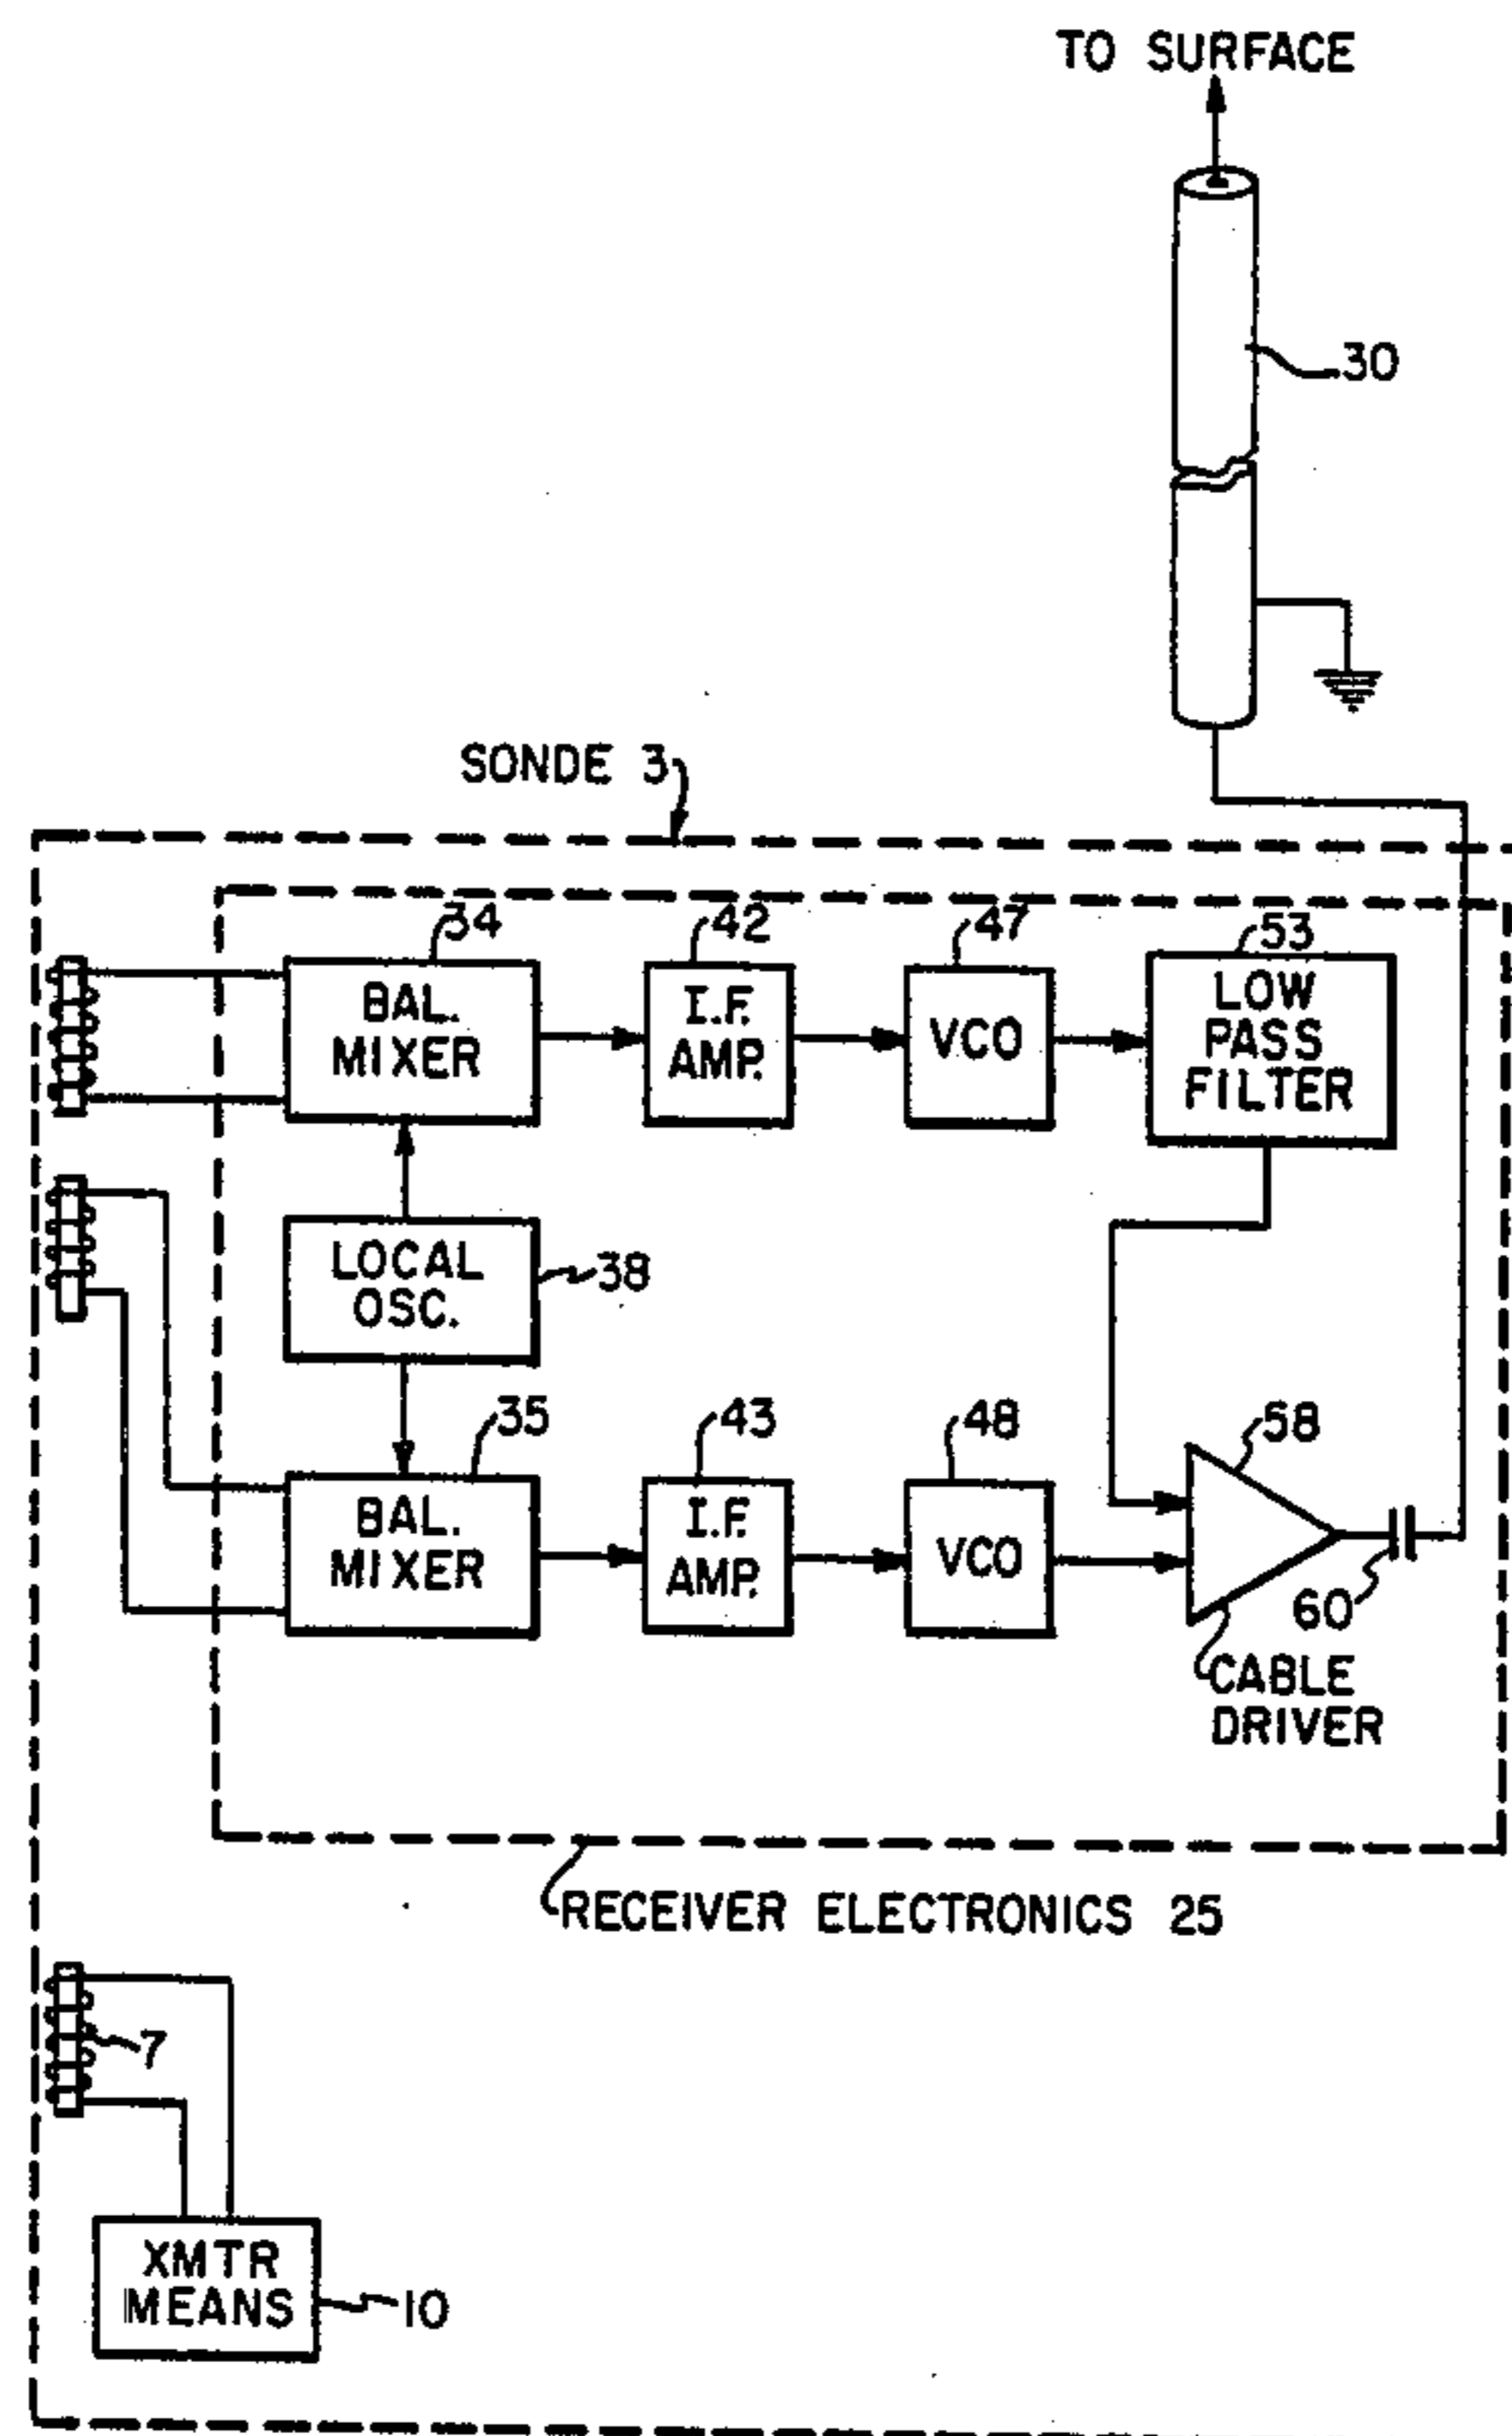 TO SURFACE
30
SONDE 3
34
42
47
53
BAL.
MIXER
I.F.
AMP.
VCO
LOW
PASS
FILTER
LOCAL
OSC.
38
35
43
48
58
BAL.
MIXER
I.F.
AMP.
VCO
60
CABLE
DRIVER
RECEIVER ELECTRONICS 25
7
XMTR
MEANS
10